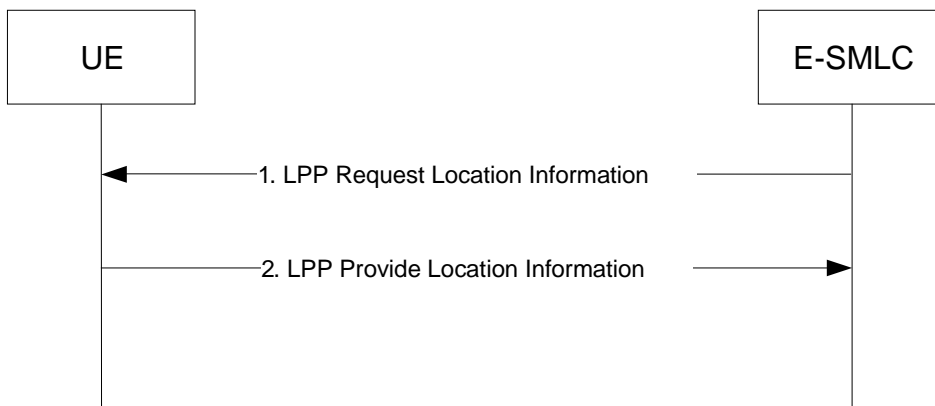 UE
E-SMLC
1. LPP Request Location Information
2. LPP Provide Location Information